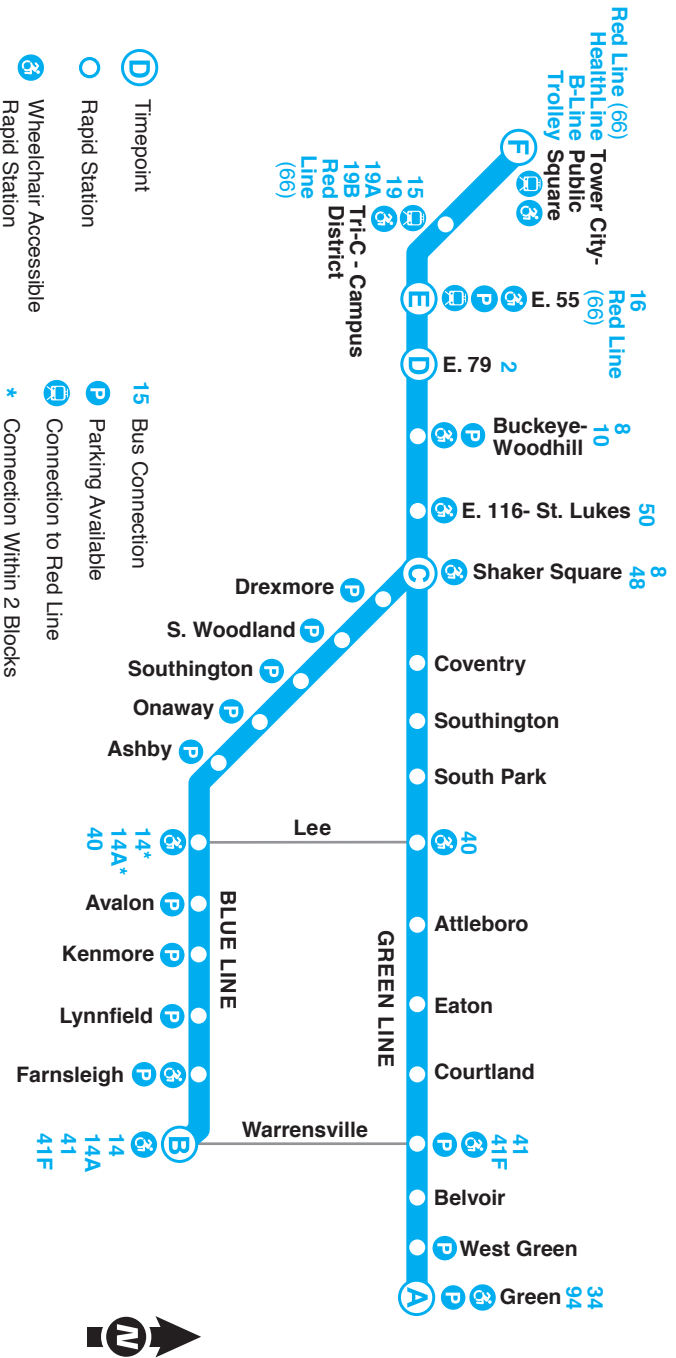 Red Line (66)
HealthLine
B-Line
Trolley
Tower City-
Public
Square
F
15
19
19A
19B
Red
Line
(66)
Tri-C - Campus
District
16
Red Line
(66)
E
P
E. 55
D
E. 79
2
8
10
P
Buckeye-
Woodhill
E. 116- St. Lukes
50
C
Shaker Square
8
48
Drexmore P
S. Woodland P
Southington P
Onaway P
Ashby P
Coventry
Southington
South Park
Lee
40
14*
14A*
40
Avalon P
Kenmore P
Lynnfield P
Farnsleigh P
BLUE LINE
GREEN LINE
Attleboro
Eaton
Courtland
Warrensville
B
14
14A
41
41F
P
41
41F
Belvoir
P West Green
A
P
Green
34
94
D Timepoint
Rapid Station
Wheelchair Accessible
Rapid Station
15 Bus Connection
P Parking Available
Connection to Red Line
* Connection Within 2 Blocks
N